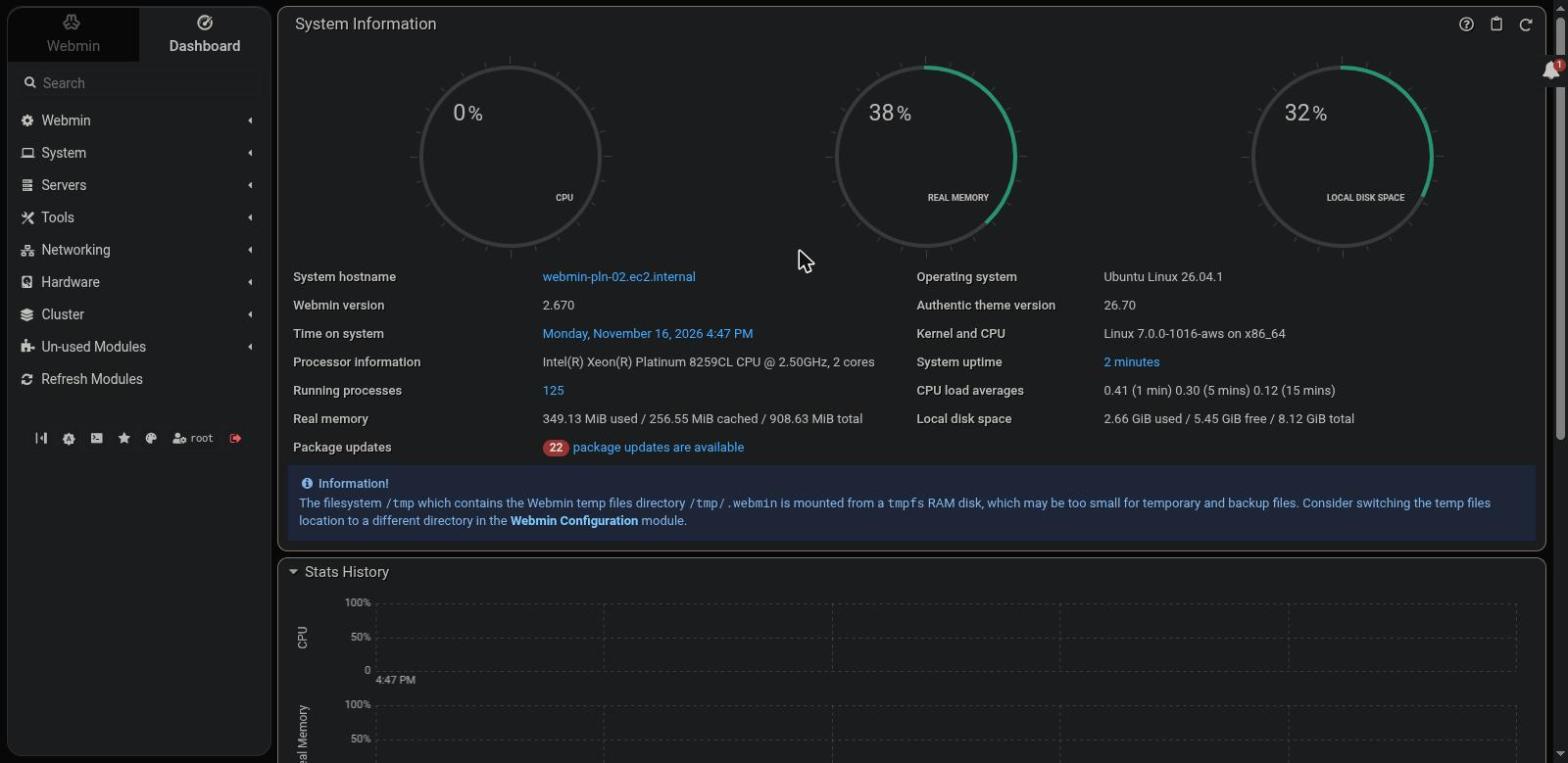 Webmin
Dashboard
Search
Webmin
System
Servers
Tools
Networking
Hardware
Cluster
Un-used Modules
Refresh Modules
root
System Information
1
0%
CPU
38%
REAL MEMORY
32%
LOCAL DISK SPACE
System hostname webmin-pln-02.ec2.internal Operating system Ubuntu Linux 26.04.1
Webmin version 2.670 Authentic theme version 26.70
Time on system Monday, November 16, 2026 4:47 PM Kernel and CPU Linux 7.0.0-1016-aws on x86_64
Processor information Intel(R) Xeon(R) Platinum 8259CL CPU @ 2.50GHz, 2 cores System uptime 2 minutes
Running processes 125 CPU load averages 0.41 (1 min) 0.30 (5 mins) 0.12 (15 mins)
Real memory 349.13 MiB used / 256.55 MiB cached / 908.63 MiB total Local disk space 2.66 GiB used / 5.45 GiB free / 8.12 GiB total
Package updates 22 package updates are available
Information!
The filesystem /tmp which contains the Webmin temp files directory /tmp/.webmin is mounted from a tmpfs RAM disk, which may be too small for temporary and backup files. Consider switching the temp files
location to a different directory in the Webmin Configuration module.
Stats History
100%
CPU
50%
0
4:47 PM
100%
50%
eal Memory